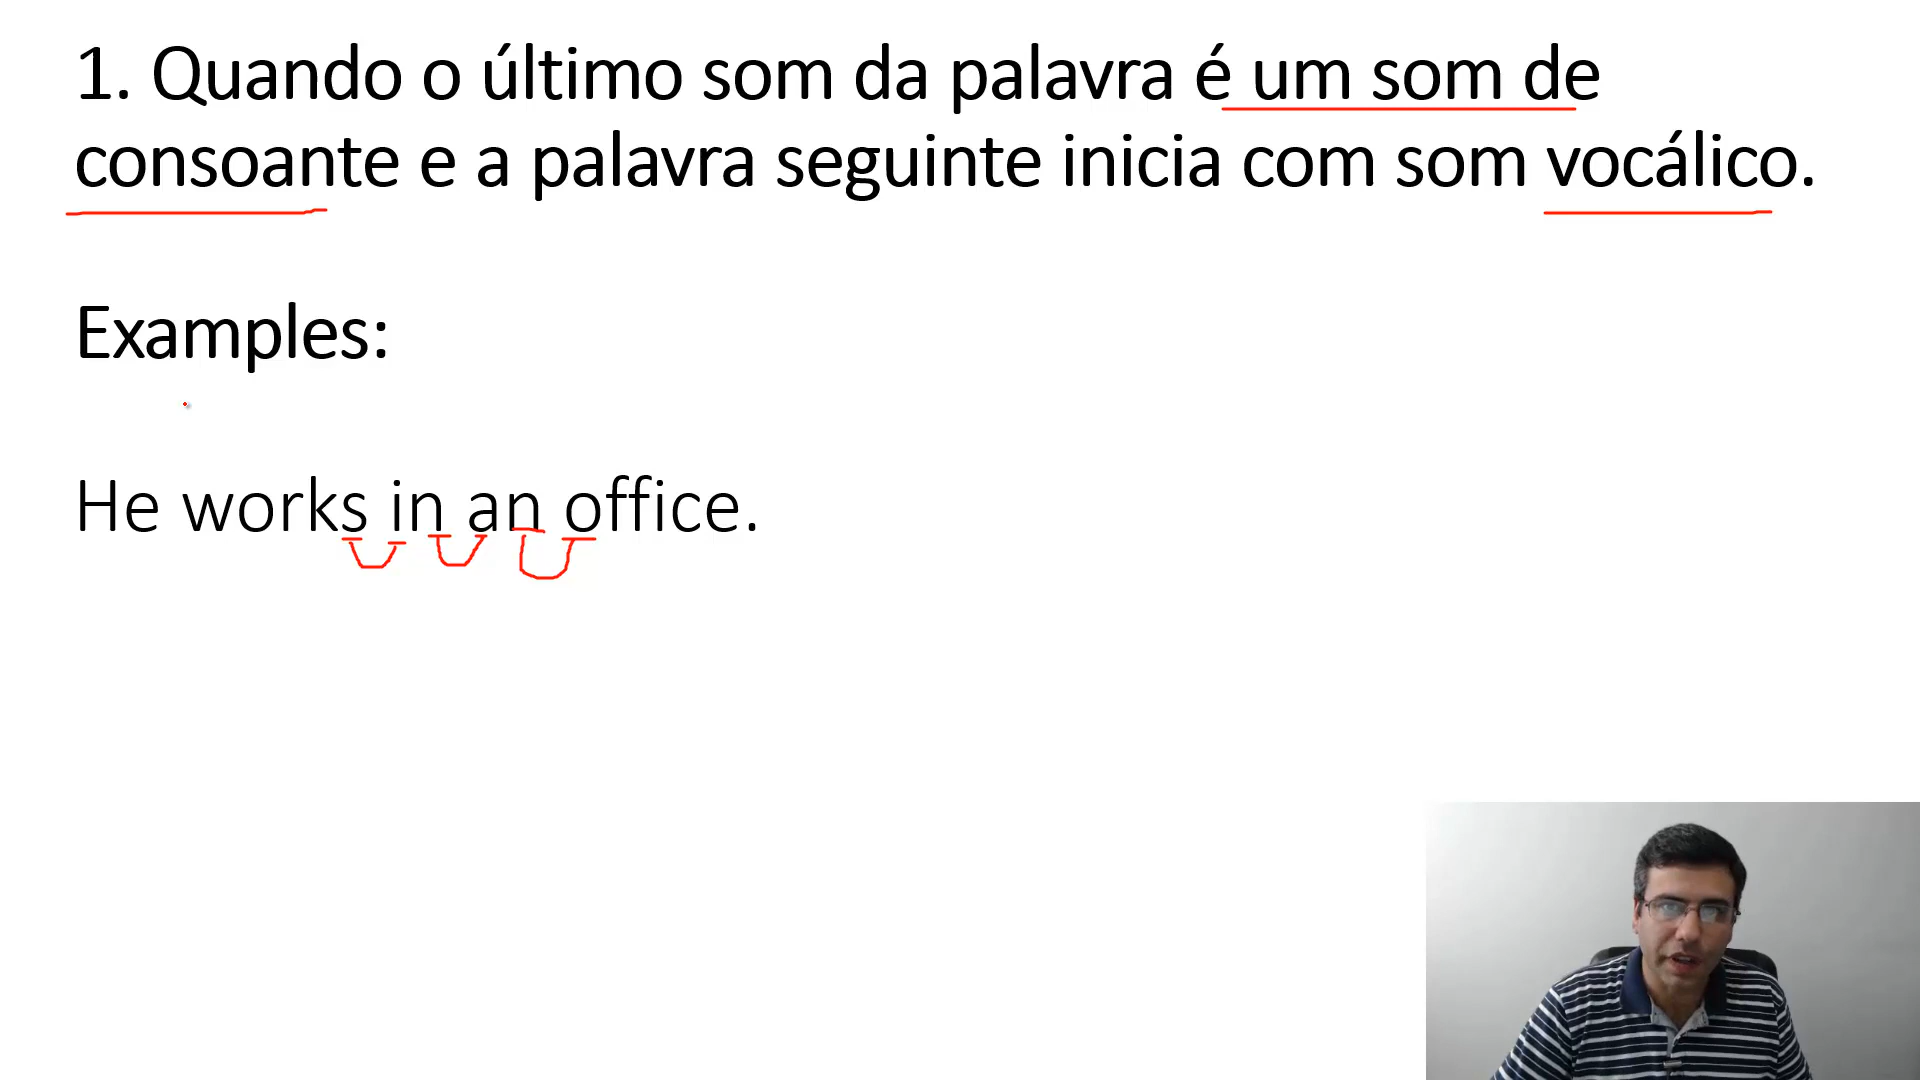 1. Quando o último som da palavra é um som de
consoante e a palavra seguinte inicia com som vocálico.
Examples:
He works in an office.